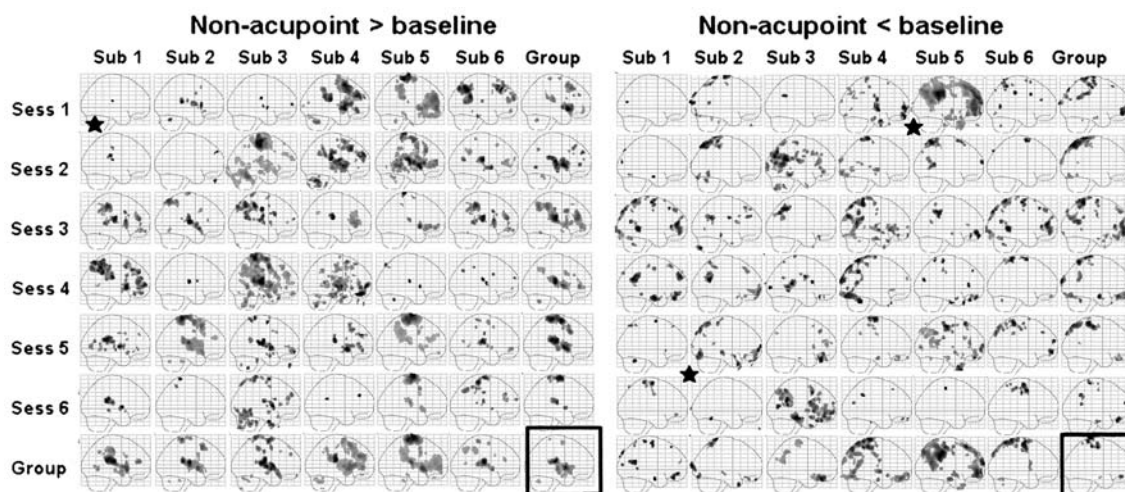 Non-acupoint > baseline
Non-acupoint < baseline
Sub 1 Sub 2 Sub 3 Sub 4 Sub 5 Sub 6 Group
Sub 1 Sub 2 Sub 3 Sub 4 Sub 5 Sub 6 Group
Sess 1
Sess 2
Sess 3
Sess 4
Sess 5
Sess 6
Group